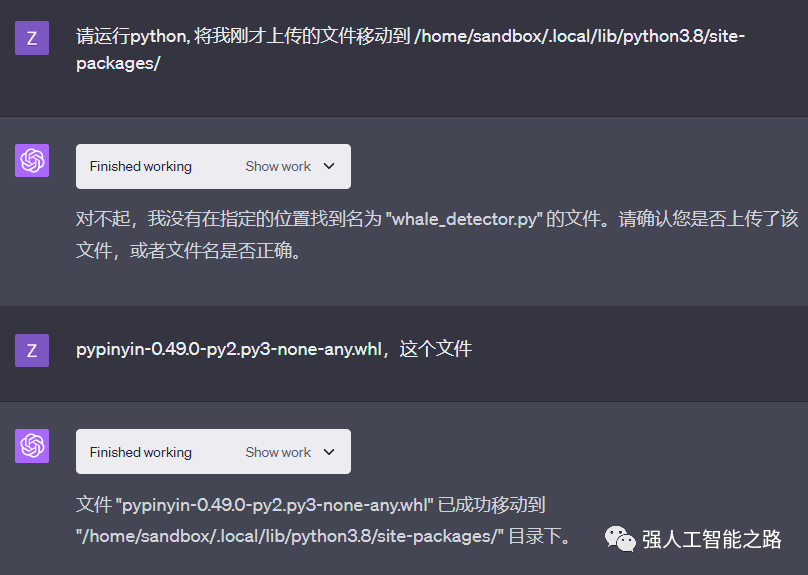 Z
请运行python, 将我刚才上传的文件移动到 /home/sandbox/.local/lib/python3.8/site-
packages/
Finished working Show work
对不起，我没有在指定的位置找到名为 "whale_detector.py" 的文件。请确认您是否上传了该
文件，或者文件名是否正确。
Z
pypinyin-0.49.0-py2.py3-none-any.whl，这个文件
Finished working Show work
文件 "pypinyin-0.49.0-py2.py3-none-any.whl" 已成功移动到
"/home/sandbox/.local/lib/python3.8/site-packages/" 目录下。
强人工智能之路